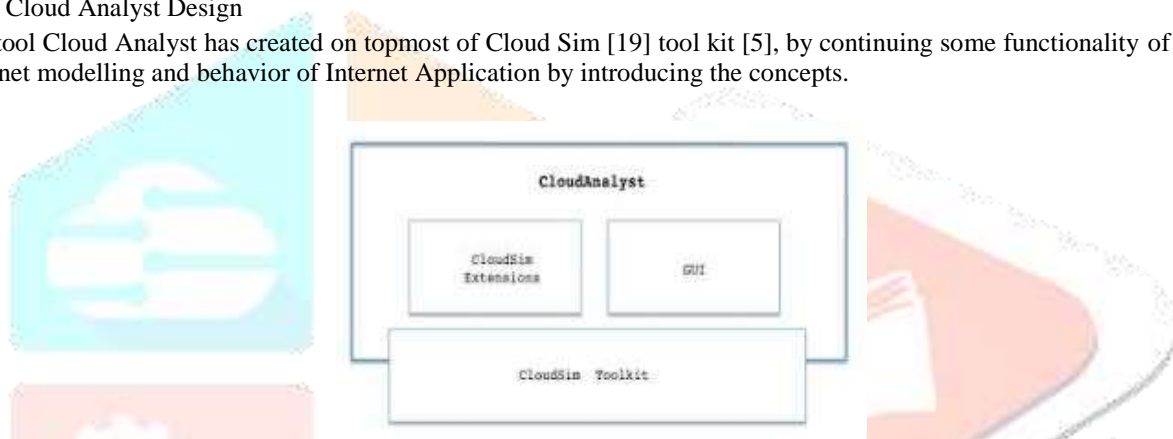 Cloud Analyst Design
tool Cloud Analyst has created on topmost of Cloud Sim [19] tool kit [5], by continuing some functionality of
net modelling and behavior of Internet Application by introducing the concepts.
CloudAnalyst
CloudSim
Extensions
GUI
CloudSim Toolkit